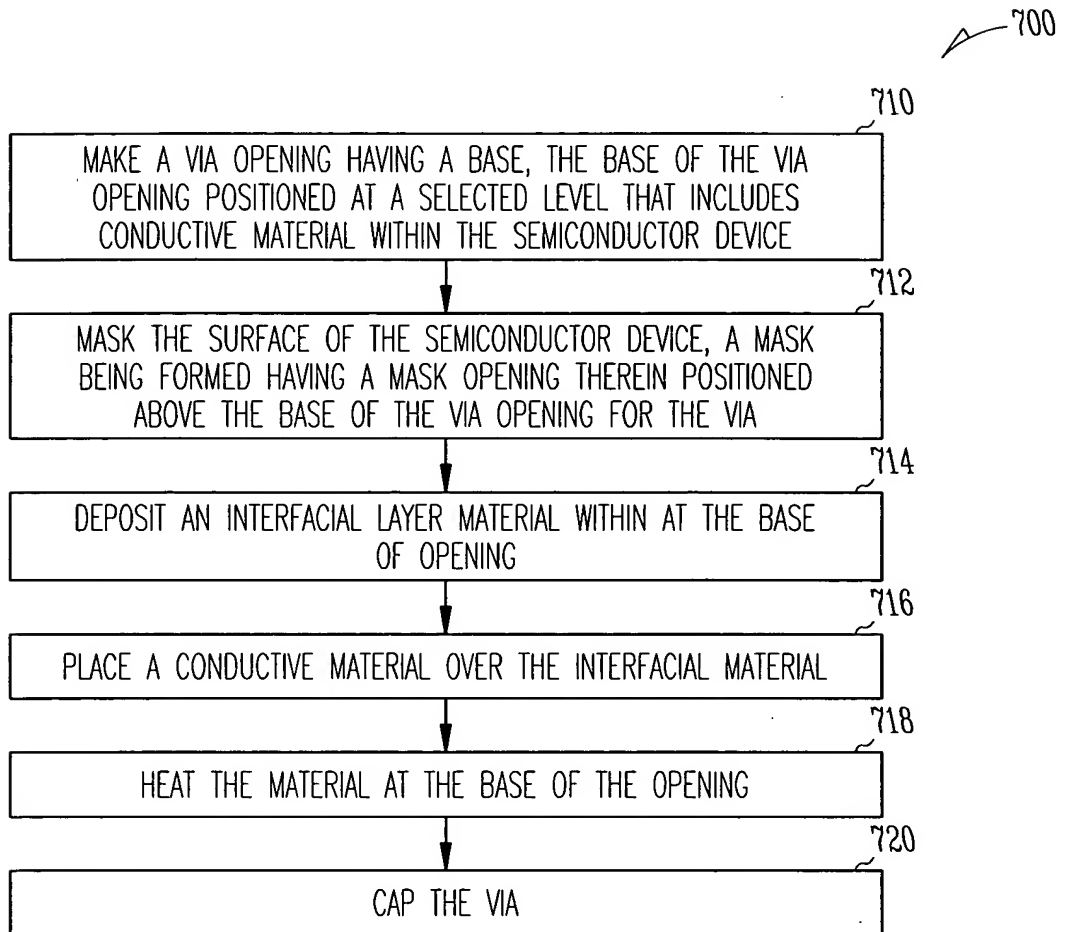 700
710
MAKE A VIA OPENING HAVING A BASE, THE BASE OF THE VIA
OPENING POSITIONED AT A SELECTED LEVEL THAT INCLUDES
CONDUCTIVE MATERIAL WITHIN THE SEMICONDUCTOR DEVICE
712
MASK THE SURFACE OF THE SEMICONDUCTOR DEVICE, A MASK
BEING FORMED HAVING A MASK OPENING THEREIN POSITIONED
ABOVE THE BASE OF THE VIA OPENING FOR THE VIA
714
DEPOSIT AN INTERFACIAL LAYER MATERIAL WITHIN AT THE BASE
OF OPENING
716
PLACE A CONDUCTIVE MATERIAL OVER THE INTERFACIAL MATERIAL
718
HEAT THE MATERIAL AT THE BASE OF THE OPENING
720
CAP THE VIA